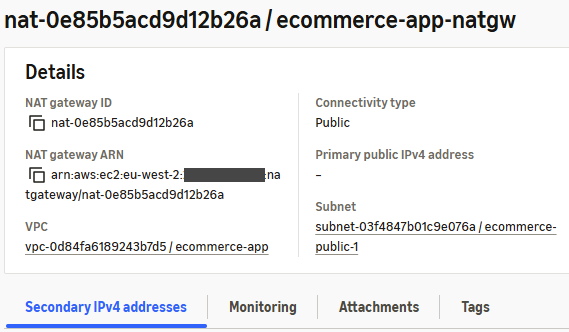 nat-0e85b5acd9d12b26a / ecommerce-app-natgw
Details
NAT gateway ID
nat-0e85b5acd9d12b26a
NAT gateway ARN
arn:aws:ec2:eu-west-2: :na
tgateway/nat-0e85b5acd9d12b26a
VPC
vpc-0d84fa6189243b7d5 / ecommerce-app
Connectivity type
Public
Primary public IPv4 address
–
Subnet
subnet-03f4847b01c9e076a / ecommerce-
public-1
Secondary IPv4 addresses
Monitoring
Attachments
Tags